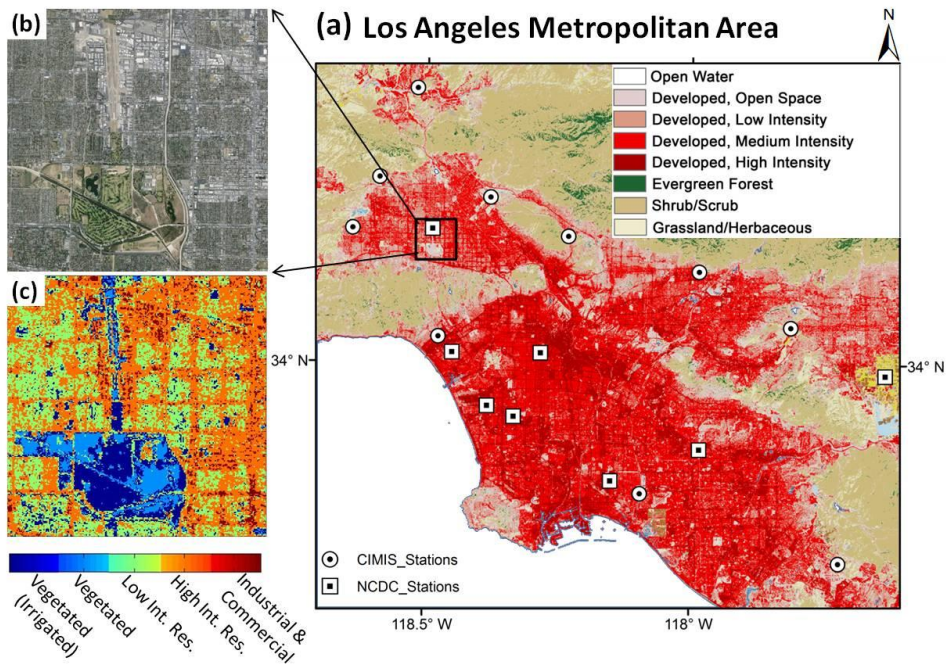 (b)
(a) Los Angeles Metropolitan Area
N
Open Water
Developed, Open Space
Developed, Low Intensity
Developed, Medium Intensity
Developed, High Intensity
Evergreen Forest
Shrub/Scrub
Grassland/Herbaceous
(c)
34° N
34° N
CIMIS_Stations
NCDC_Stations
118.5° W
118° W
Vegetated
(Irrigated)
Vegetated
Low Int. Res.
High Int. Res.
Industrial &
Commercial